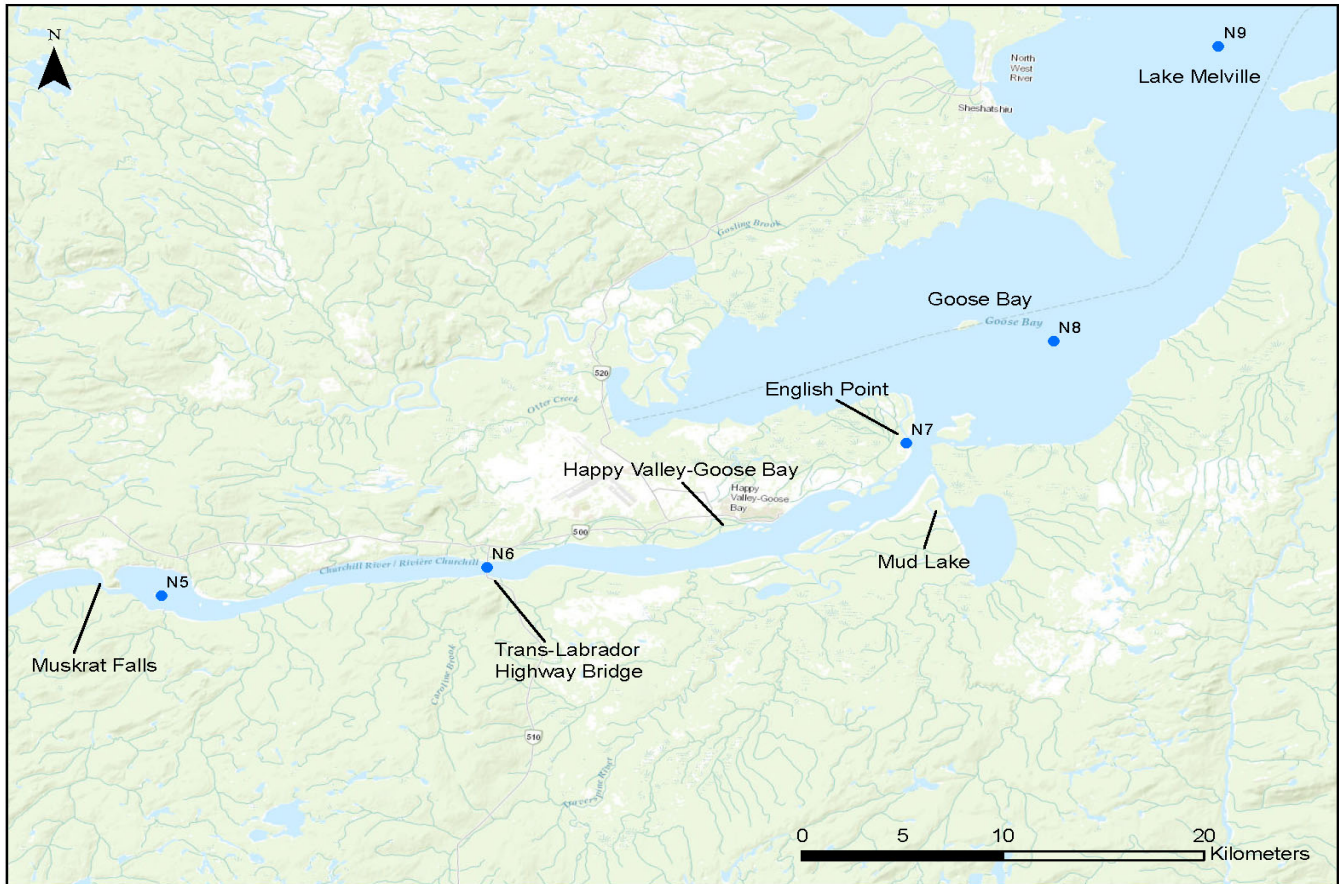 N
N9
North
West
River
Lake Melville
Sheshatshiu
Gosling Brook
Goose Bay
Goose Bay
N8
520
English Point
Otter Creek
N7
Happy Valley-Goose Bay
Happy
Valley-Goose
Bay
500
Mud Lake
Churchill River / Rivière Churchill
N6
N5
Muskrat Falls
Trans-Labrador
Highway Bridge
Caroline Brook
510
0
5
10
20
Kilometers